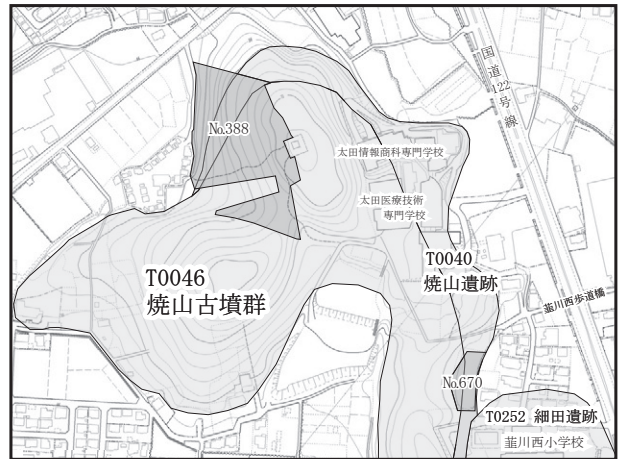 国道122号線
No.388
太田情報商科専門学校
太田医療技術
専門学校
T0040
焼山遺跡
T0046
焼山古墳群
韮川西歩道橋
No.670
T0252 細田遺跡
韮川西小学校